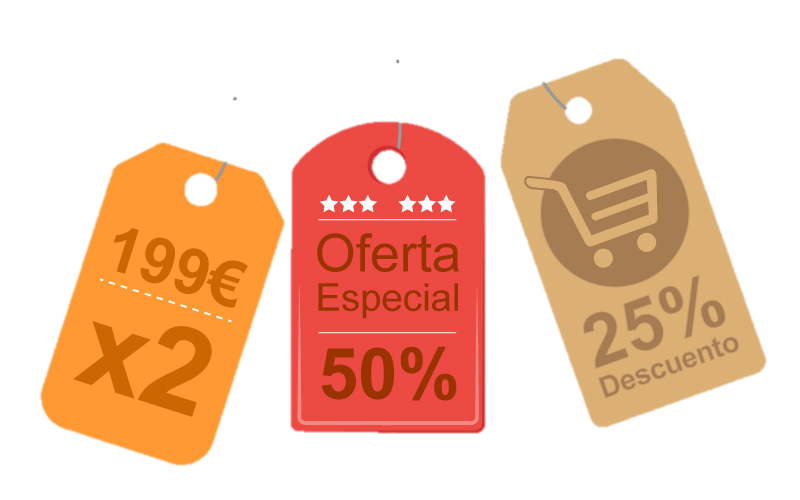 199€
x2
Oferta
Especial
50%
25%
Descuento